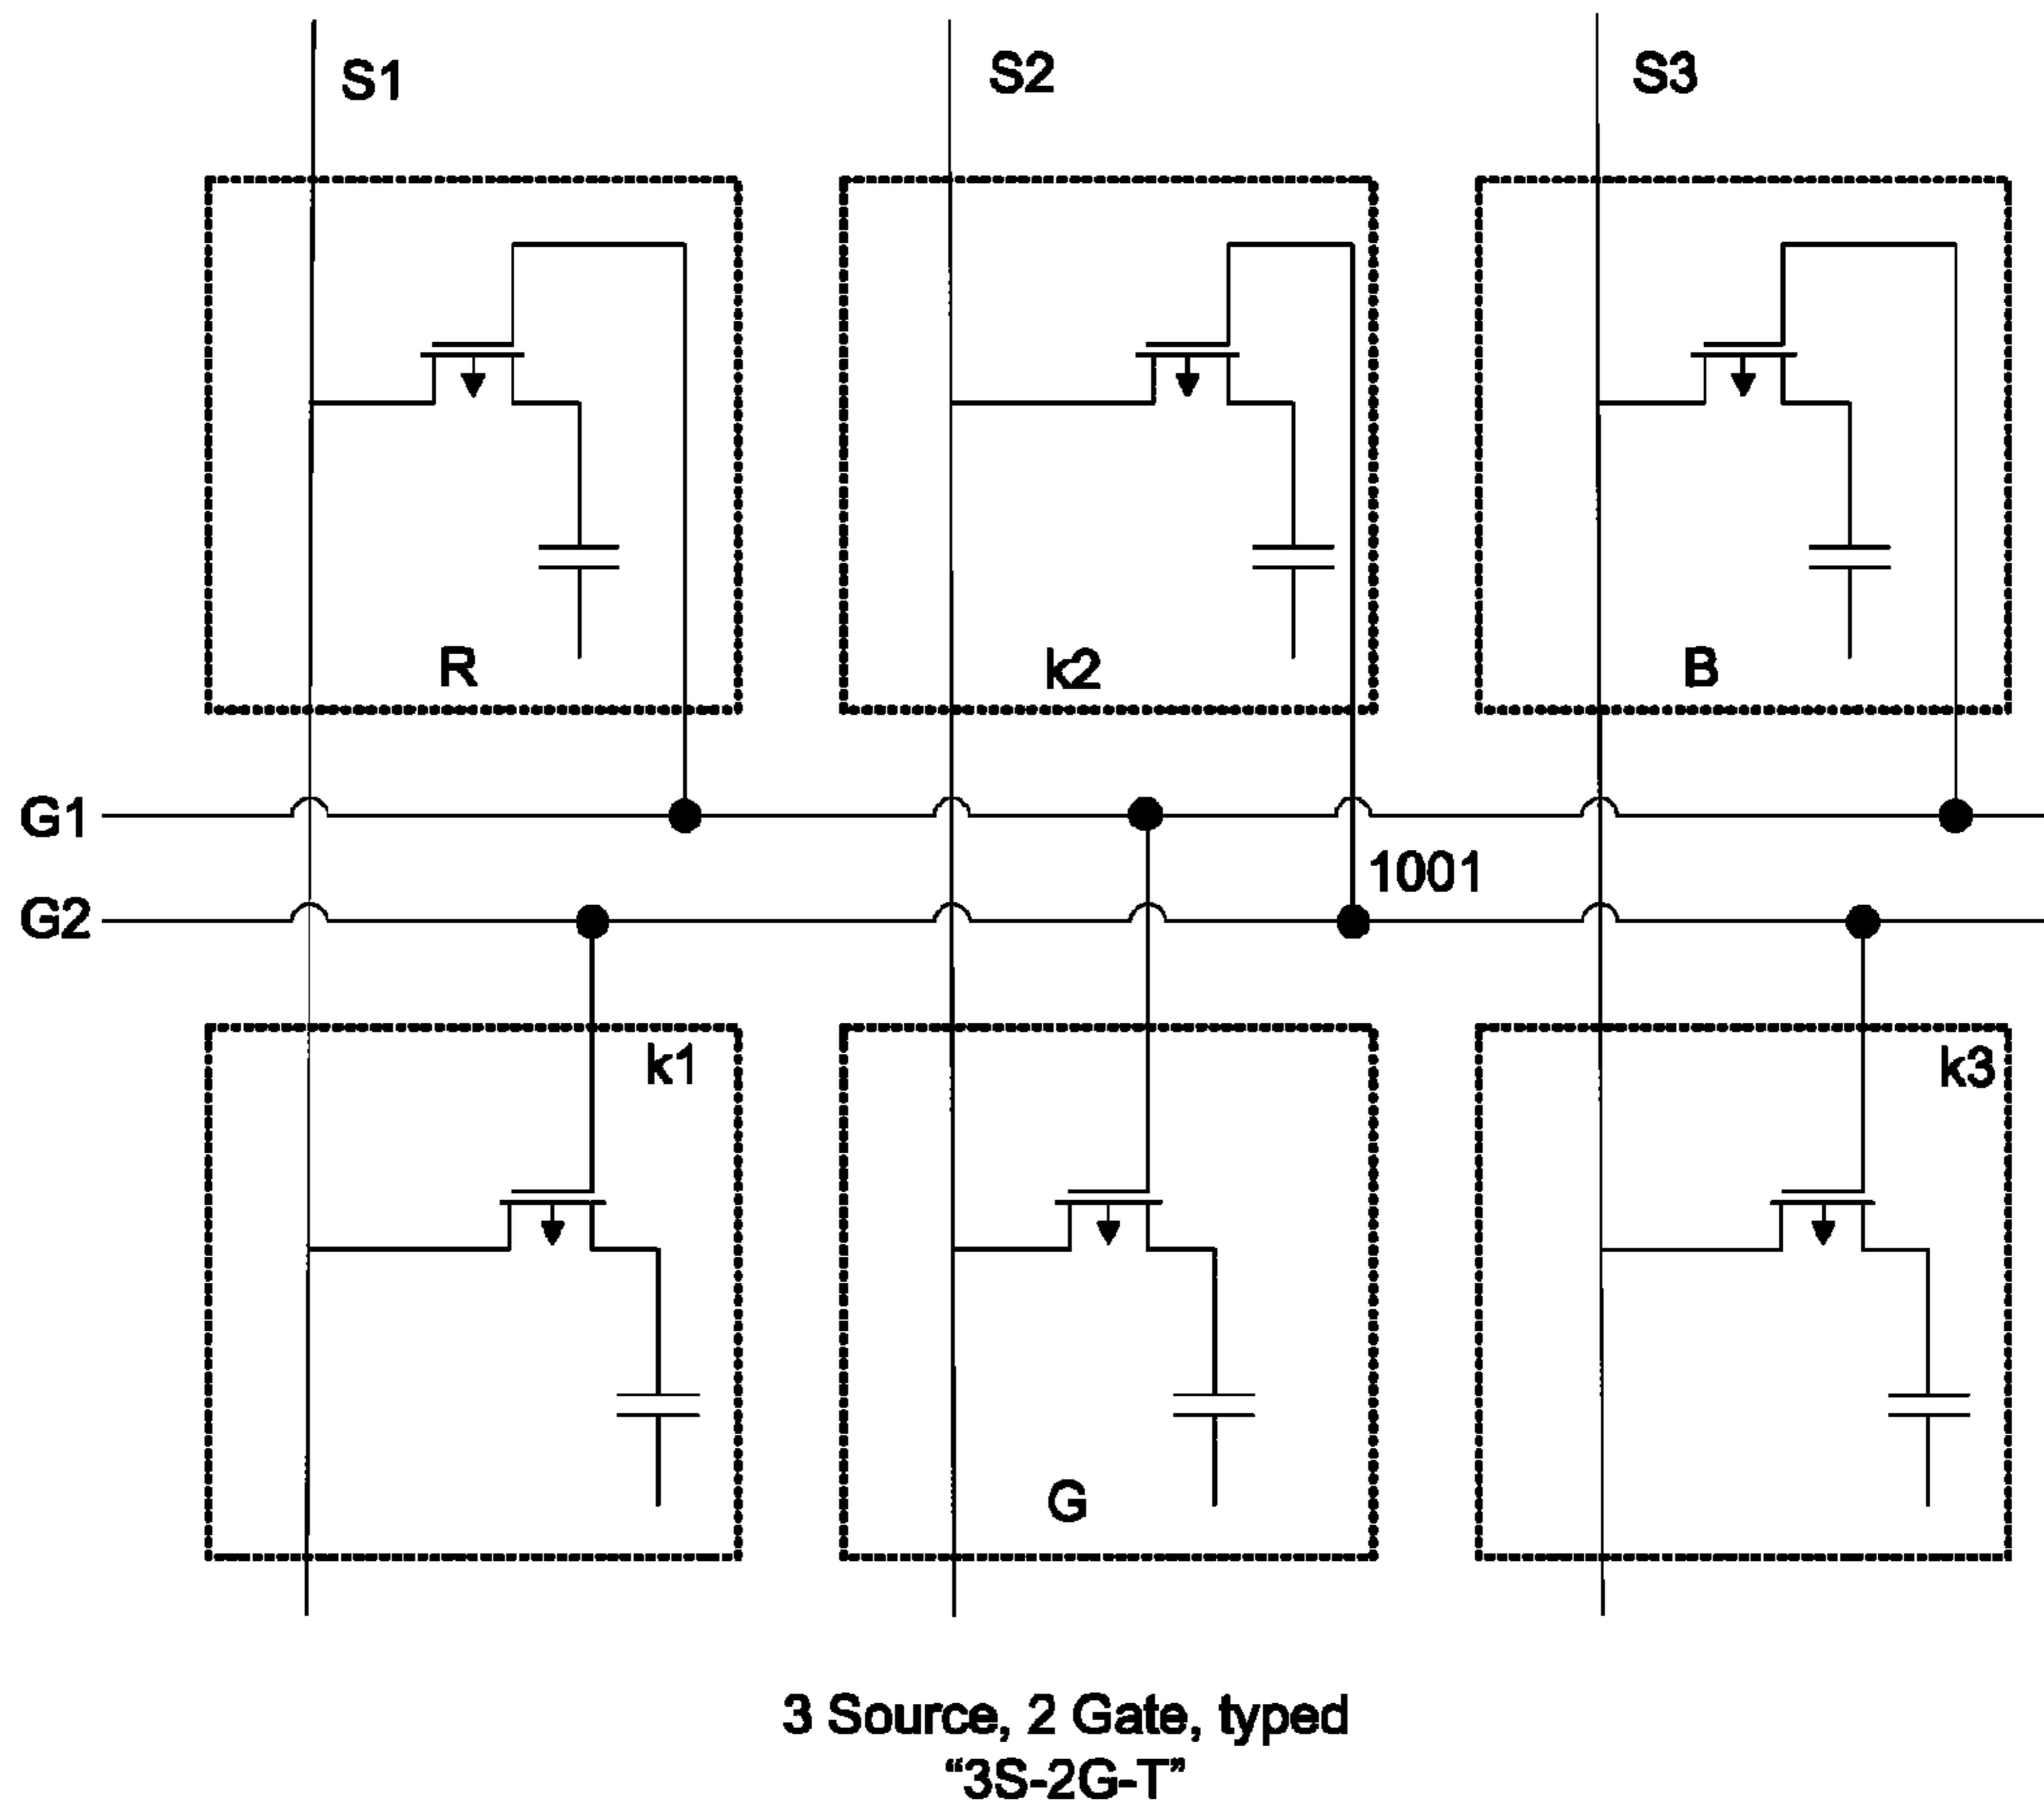 S1
S2
S3
R
k2
B
G1
1001
G2
k1
k3
G
3 Source, 2 Gate, typed
“3S-2G-T”